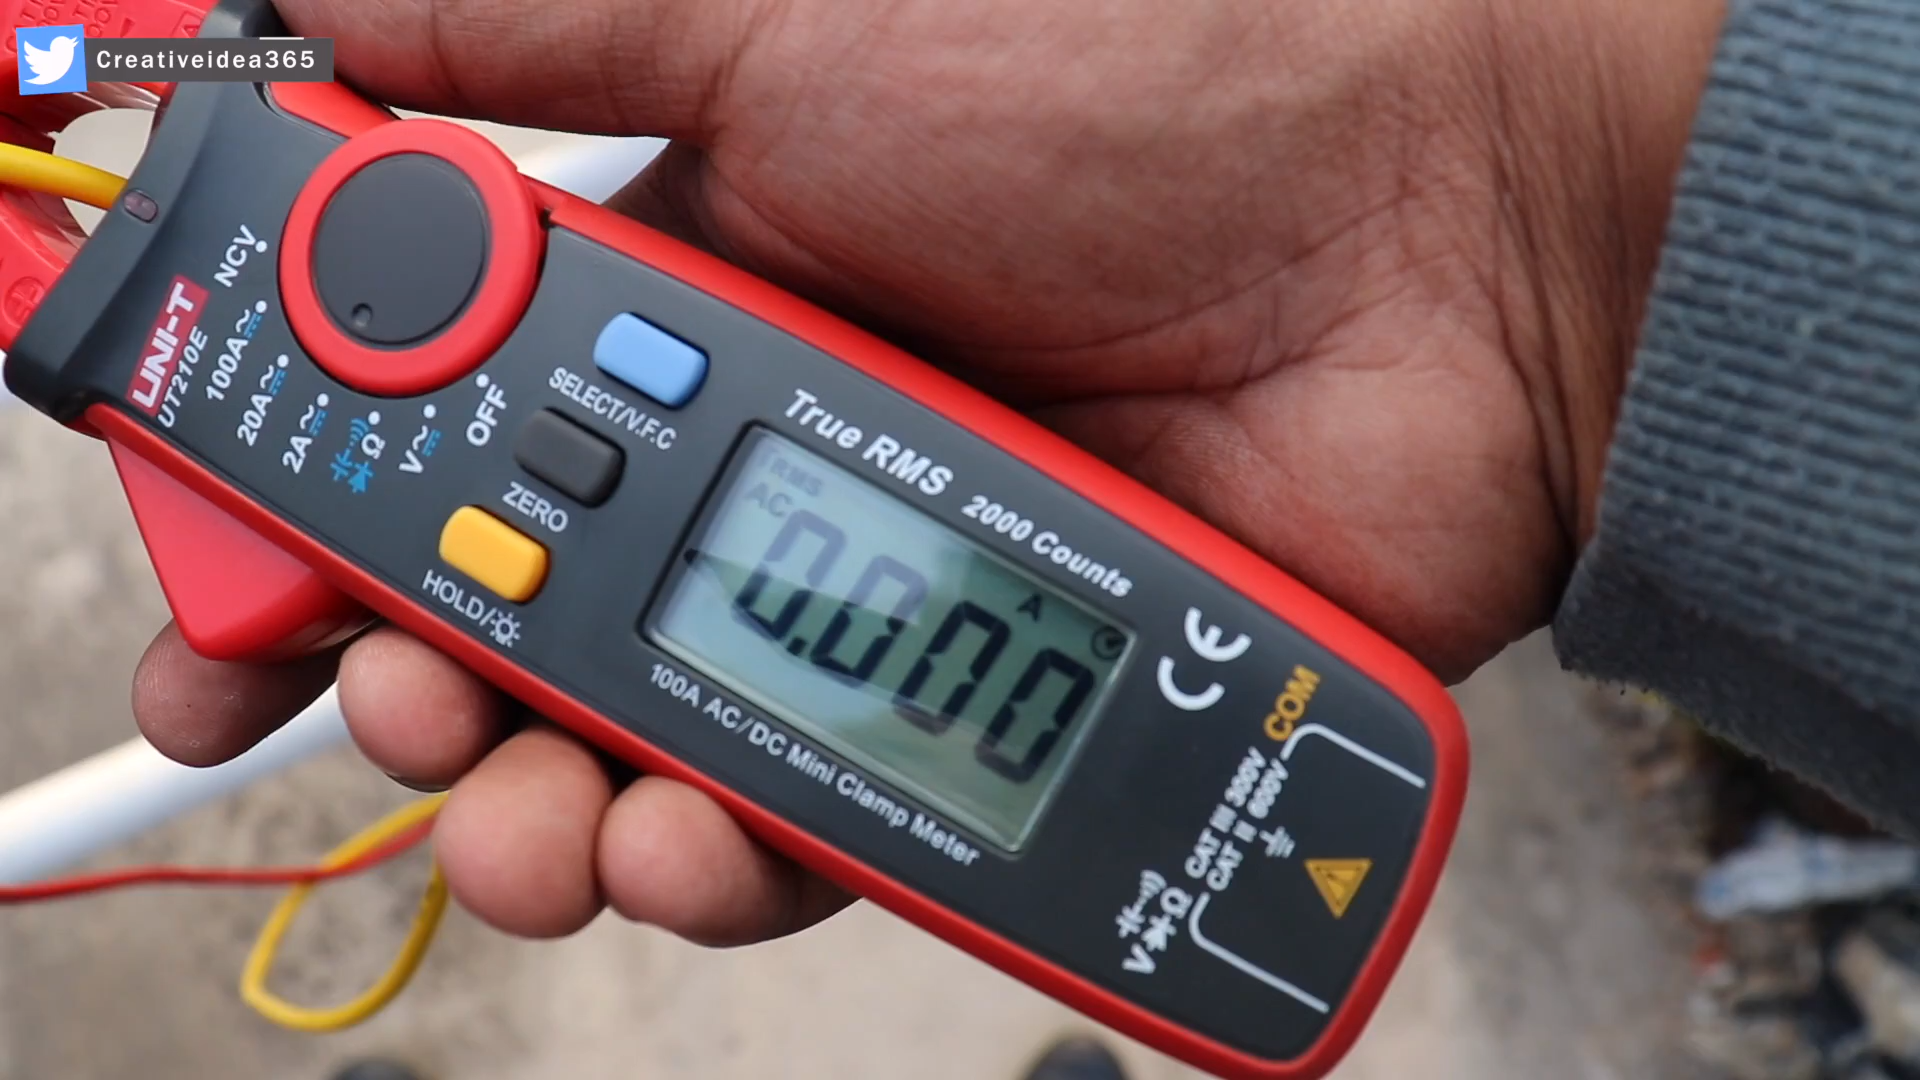 Creativeidea365
NCV
UNI-T
UT210E
100A
20A
2A
Ω
V
OFF
SELECT/V.F.C
ZERO
HOLD/
True RMS
2000 Counts
AC
A
0.000
100A AC/DC Mini Clamp Meter
CE
COM
CAT III 300V
CAT II 600V
Ω
V